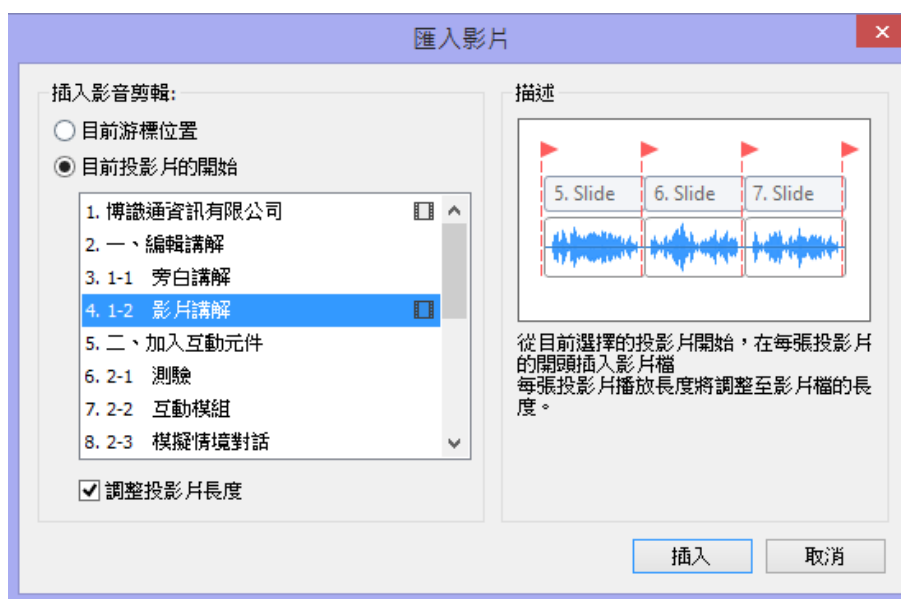 匯入影片
插入影音剪輯:
目前游標位置
目前投影片的開始
1. 博識通資訊有限公司
2. 一、編輯講解
3. 1-1 旁白講解
4. 1-2 影片講解
5. 二、加入互動元件
6. 2-1 測驗
7. 2-2 互動模組
8. 2-3 模擬情境對話
調整投影片長度
描述
5. Slide 6. Slide 7. Slide
從目前選擇的投影片開始，在每張投影片
的開頭插入影片檔
每張投影片播放長度將調整至影片檔的長
度。
插入 取消